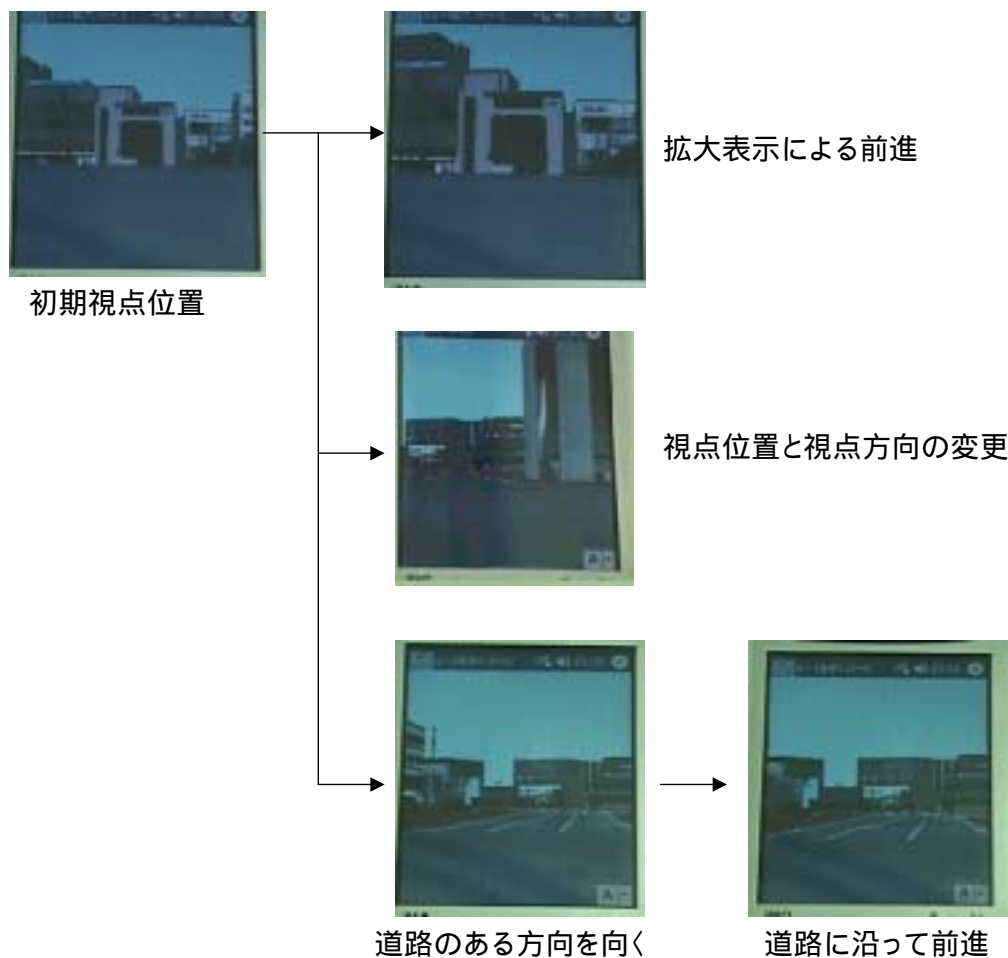 拡大表示による前進
初期視点位置
視点位置と視点方向の変更
道路のある方向を向く
道路に沿って前進